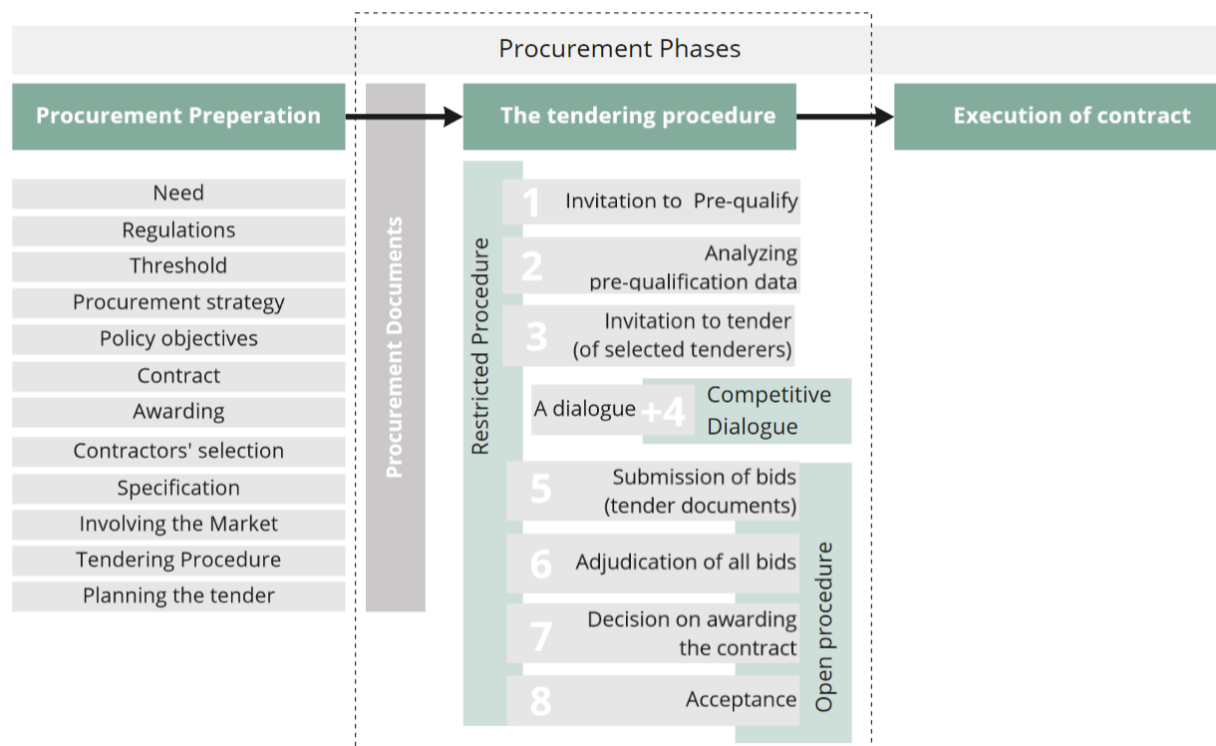 Procurement Phases
Procurement Preperation
The tendering procedure
Execution of contract
Need
Regulations
Threshold
Procurement strategy
Policy objectives
Contract
Awarding
Contractors' selection
Specification
Involving the Market
Tendering Procedure
Planning the tender
Procurement Documents
Restricted Procedure
1 Invitation to Pre-qualify
2 Analyzing
pre-qualification data
3 Invitation to tender
(of selected tenderers)
A dialogue +4
Competitive
Dialogue
5 Submission of bids
(tender documents)
6 Adjudication of all bids
7 Decision on awarding
the contract
8 Acceptance
Open procedure